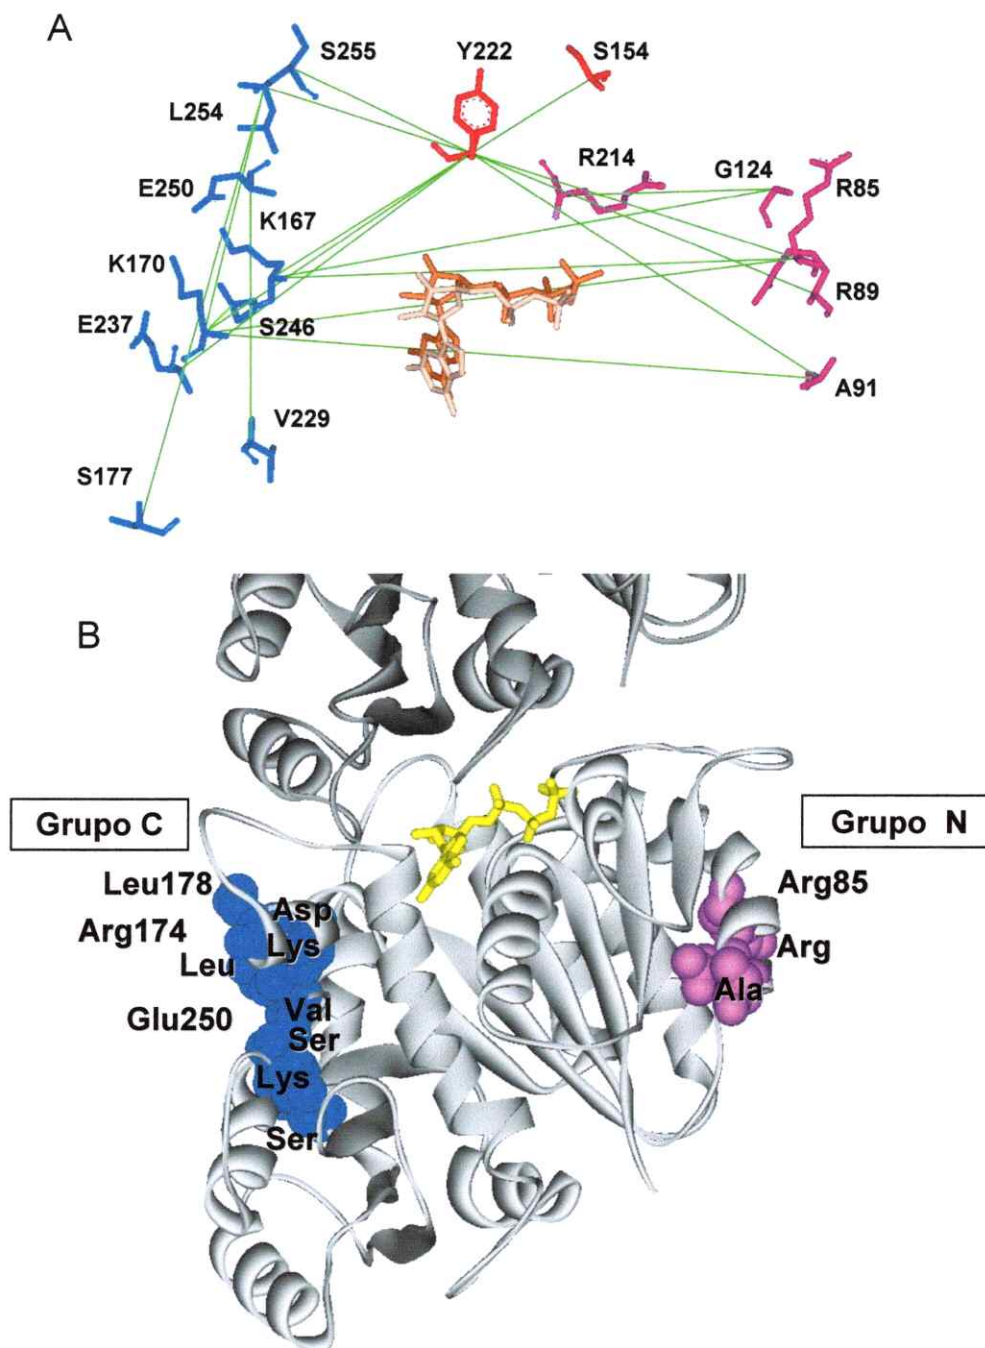 A
S255
Y222
S154
L254
R214
G124
R85
E250
K167
K170
R89
E237
S246
A91
V229
S177
B
Grupo C
Grupo N
Leu178
Arg85
Asp
Arg174
Lys
Arg
Leu
Ala
Glu250
Val
Ser
Lys
Ser